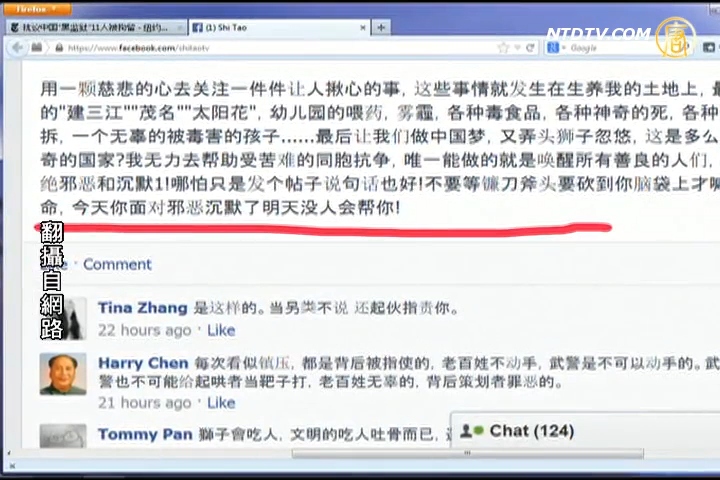 Firefox
抗议中国"黑监狱"11人被拘留 - 纽约...
(1) Shi Tao
NTDTV.COM
https://www.facebook.com/shitaotv
Google
用一颗慈悲的心去关注一件件让人揪心的事，这些事情就发生在生养我的土地上，最
的"建三江""茂名""太阳花"，幼儿园的喂药，雾霾，各种毒食品，各种神奇的死，各种
拆，一个无辜的被毒害的孩子......最后让我们做中国梦，又弄头狮子忽悠，这是多么
奇的国家?我无力去帮助受苦难的同胞抗争，唯一能做的就是唤醒所有善良的人们，
绝邪恶和沉默1!哪怕只是发个帖子说句话也好!不要等镰刀斧头要砍到你脑袋上才喊
命，今天你面对邪恶沉默了明天没人会帮你!
翻攝自網路
· Comment
Tina Zhang 是这样的。当另类不说 还起伙指责你。
22 hours ago · Like
Harry Chen 每次看似镇压，都是背后被指使的，老百姓不动手，武警是不可以动手的。武
警也不可能给起哄者当靶子打，老百姓无辜的，背后策划者罪恶的。
21 hours ago · Like
Tommy Pan 獅子會吃人，文明的吃人吐骨而已，
Chat (124)